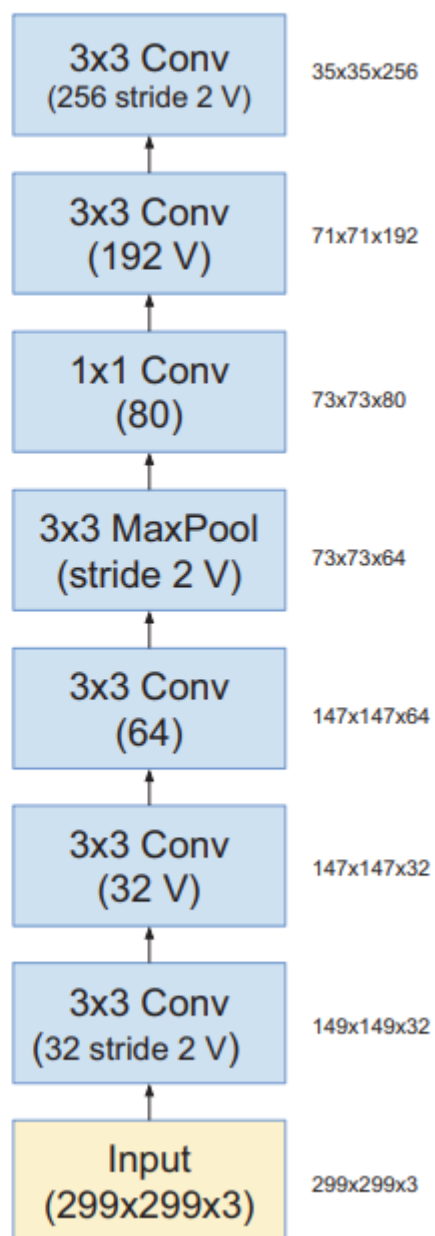 3x3 Conv
(256 stride 2 V)
35x35x256
3x3 Conv
(192 V)
71x71x192
1x1 Conv
(80)
73x73x80
3x3 MaxPool
(stride 2 V)
73x73x64
3x3 Conv
(64)
147x147x64
3x3 Conv
(32 V)
147x147x32
3x3 Conv
(32 stride 2 V)
149x149x32
Input
(299x299x3)
299x299x3